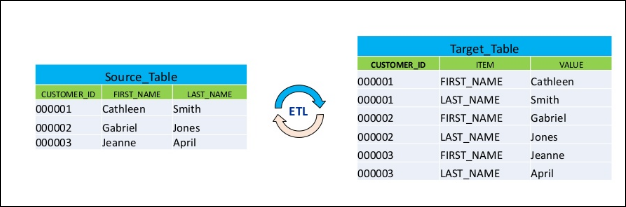 Source_Table
CUSTOMER_ID FIRST_NAME LAST_NAME
000001 Cathleen Smith
000002 Gabriel Jones
000003 Jeanne April
ETL
Target_Table
CUSTOMER_ID ITEM VALUE
000001 FIRST_NAME Cathleen
000001 LAST_NAME Smith
000002 FIRST_NAME Gabriel
000002 LAST_NAME Jones
000003 FIRST_NAME Jeanne
000003 LAST_NAME April